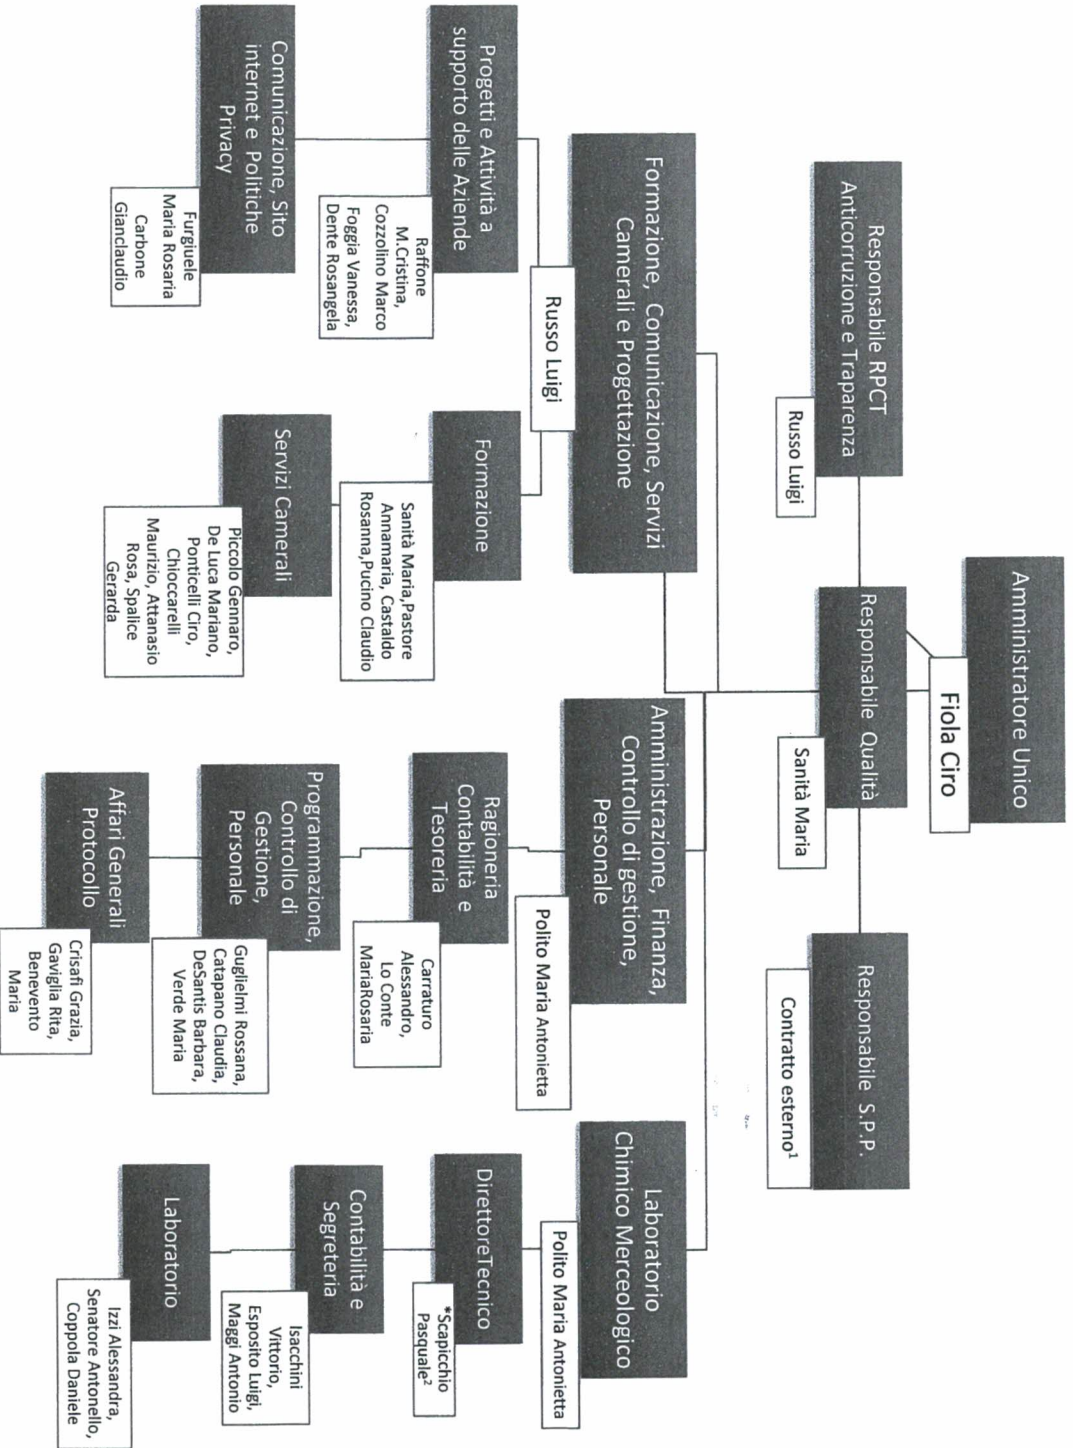 Amministratore Unico
Fiola Ciro
Responsabile RPCT
Anticorruzione e Traparenza
Russo Luigi
Responsabile Qualità
Sanità Maria
Responsabile S.P.P.
Contratto esterno¹
Formazione, Comunicazione, Servizi
Camerali e Progettazione
Russo Luigi
Progetti e Attività a
supporto delle Aziende
Raffone
M.Cristina,
Cozzolino Marco
Foggia Vanessa,
Dente Rosangela
Comunicazione, Sito
internet e Politiche
Privacy
Furgiuele
Maria Rosaria
Carbone
Gianclaudio
Formazione
Sanità Maria,Pastore
Annamaria, Castaldo
Rosanna,Pucino Claudio
Servizi Camerali
Piccolo Gennaro,
De Luca Mariano,
Ponticelli Ciro,
Chioccarelli
Maurizio, Attanasio
Rosa, Spalice
Gerarda
Amministrazione, Finanza,
Controllo di gestione,
Personale
Polito Maria Antonietta
Ragioneria
Contabilità e
Tesoreria
Carraturo
Alessandro,
Lo Conte
MariaRosaria
Programmazione,
Controllo di
Gestione,
Personale
Guglielmi Rossana,
Catapano Claudia,
DeSantis Barbara,
Verde Maria
Affari Generali
Protocollo
Crisafi Grazia,
Gaviglia Rita,
Benevento
Maria
Laboratorio
Chimico Merceologico
Polito Maria Antonietta
DirettoreTecnico
*Scapicchio
Pasquale²
Contabilità e
Segreteria
Isacchini
Vittorio,
Esposito Luigi,
Maggi Antonio
Laboratorio
Izzi Alessandra,
Senatore Antonello,
Coppola Daniele